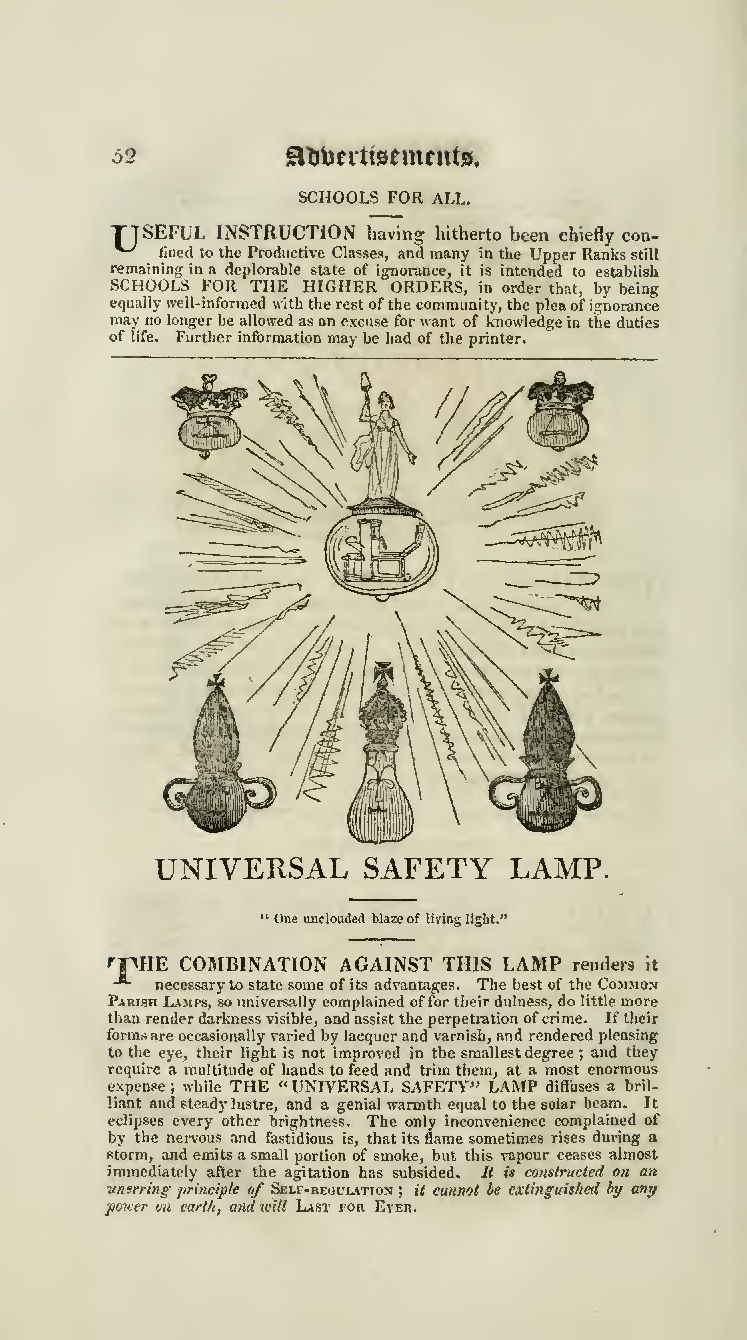 52
Advertisements.
SCHOOLS FOR ALL.
USEFUL INSTRUCTION having hitherto been chiefly con-
fined to the Productive Classes, and many in the Upper Ranks still
remaining in a deplorable state of ignorance, it is intended to establish
SCHOOLS FOR THE HIGHER ORDERS, in order that, by being
equally well-informed with the rest of the community, the plea of ignorance
may no longer be allowed as an excuse for want of knowledge in the duties
of life. Further information may be had of the printer.
UNIVERSAL SAFETY LAMP.
"One unclouded blaze of living light."
THE COMBINATION AGAINST THIS LAMP renders it
necessary to state some of its advantages. The best of the COMMON
PARISH LAMPS, so universally complained of for their dulness, do little more
than render darkness visible, and assist the perpetration of crime. If their
forms are occasionally varied by lacquer and varnish, and rendered pleasing
to the eye, their light is not improved in the smallest degree; and they
require a multitude of hands to feed and trim them, at a most enormous
expense; while THE "UNIVERSAL SAFETY" LAMP diffuses a bril-
liant and steady lustre, and a genial warmth equal to the solar beam. It
eclipses every other brightness. The only inconvenience complained of
by the nervous and fastidious is, that its flame sometimes rises during a
storm, and emits a small portion of smoke, but this vapour ceases almost
immediately after the agitation has subsided. It is constructed on an
unerring principle of SELF-REGULATION; it cannot be extinguished by any
power on earth, and will LAST FOR EVER.